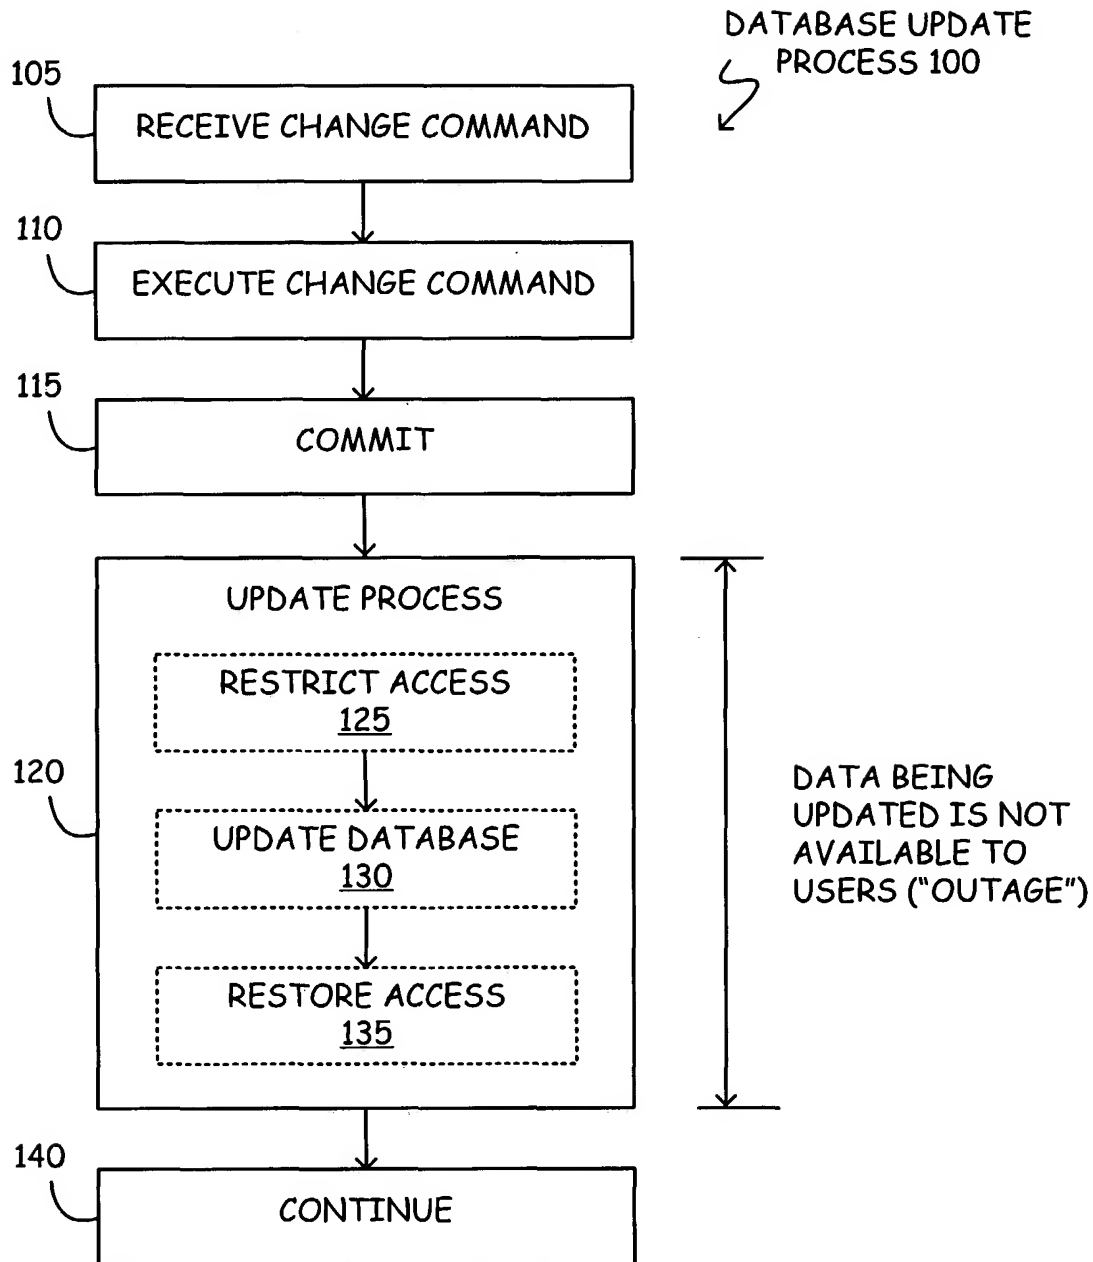 DATABASE UPDATE
PROCESS 100
105
RECEIVE CHANGE COMMAND
110
EXECUTE CHANGE COMMAND
115
COMMIT
UPDATE PROCESS
RESTRICT ACCESS
125
120
UPDATE DATABASE
130
RESTORE ACCESS
135
DATA BEING
UPDATED IS NOT
AVAILABLE TO
USERS ("OUTAGE")
140
CONTINUE